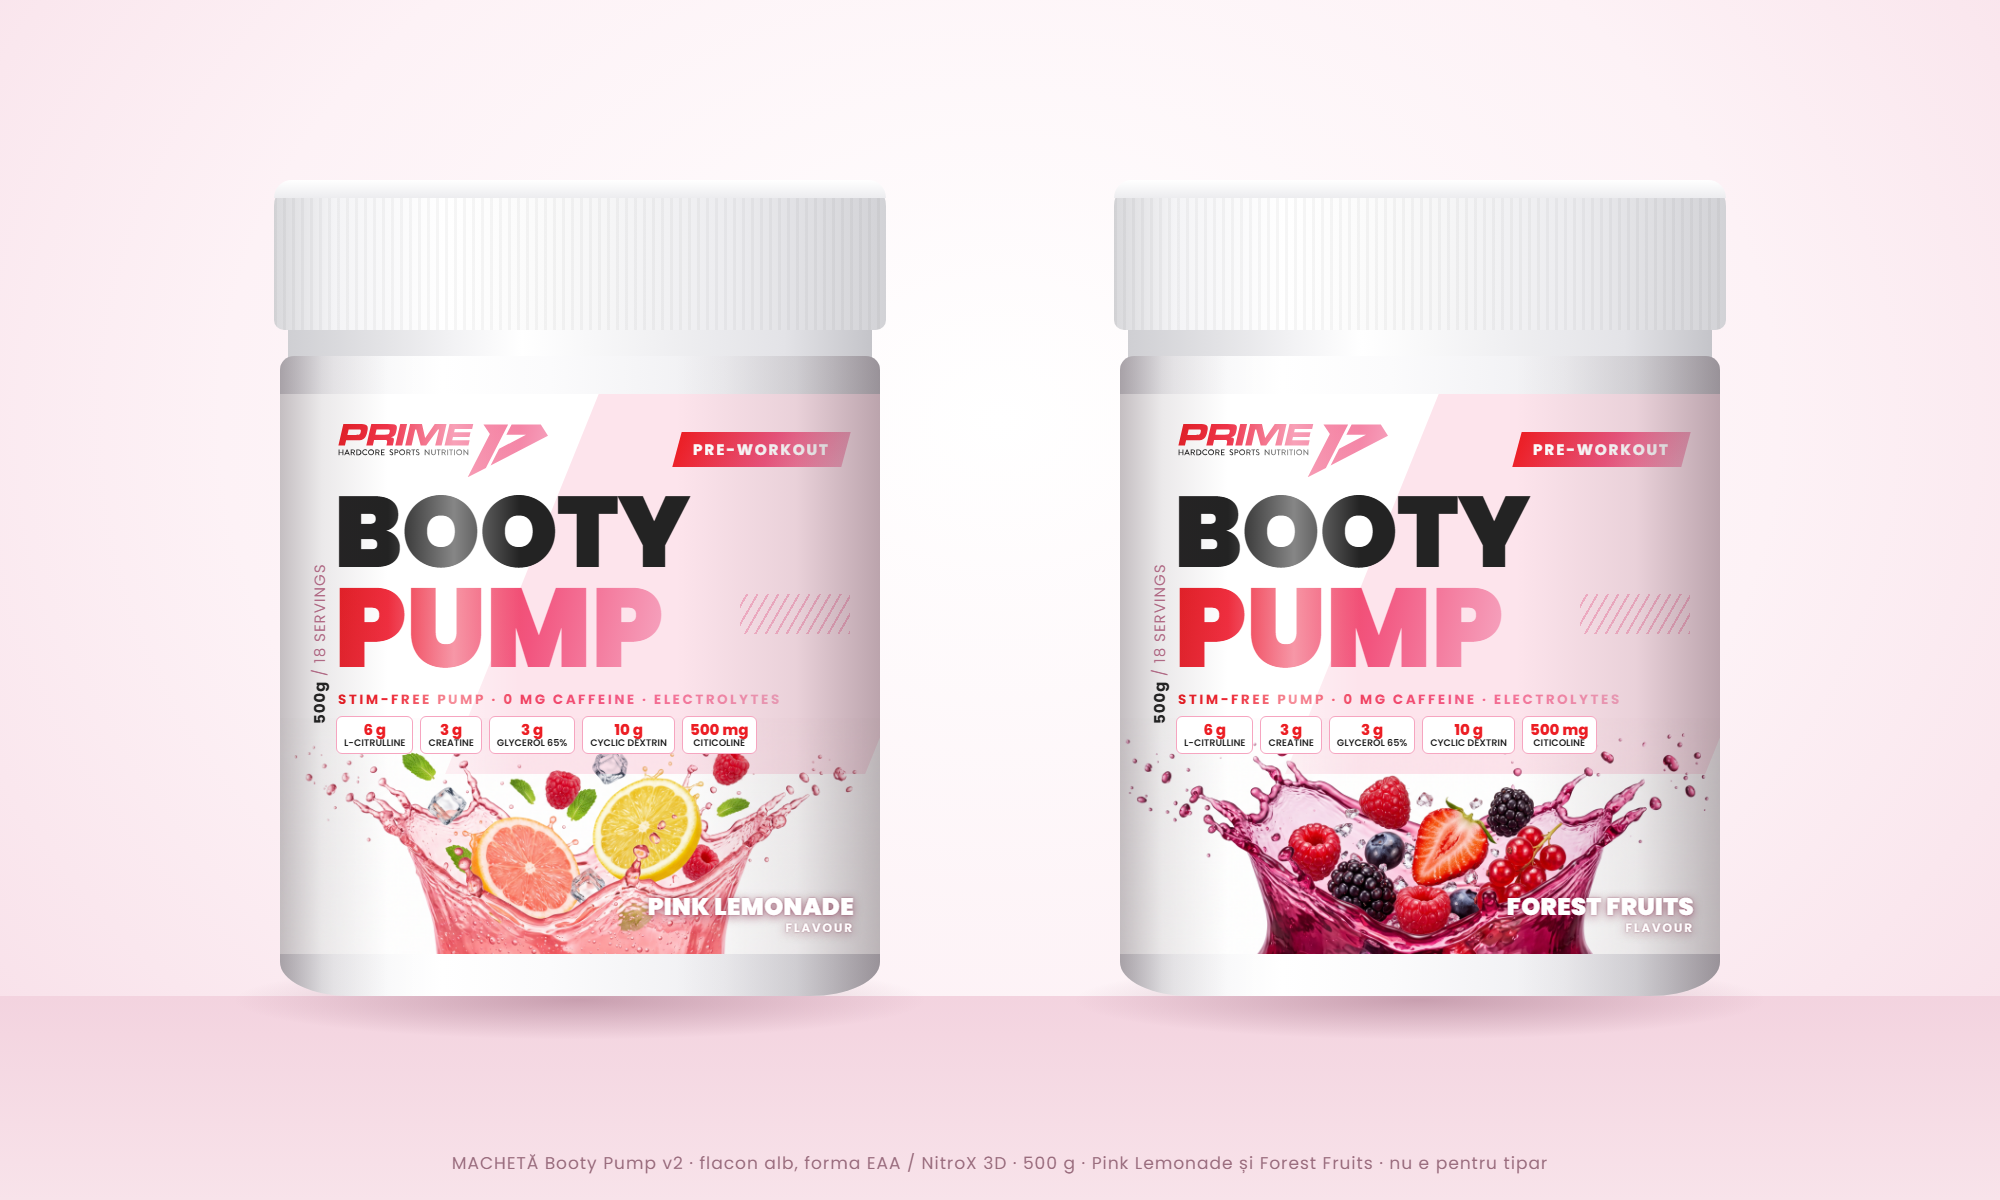 PRIME
HARDCORE SPORTS NUTRITION
PRE-WORKOUT
BOOTY
PUMP
500g / 18 SERVINGS
STIM-FREE PUMP · 0 MG CAFFEINE · ELECTROLYTES
6 g
L-CITRULLINE
3 g
CREATINE
3 g
GLYCEROL 65%
10 g
CYCLIC DEXTRIN
500 mg
CITICOLINE
PINK LEMONADE
FLAVOUR
PRIME
HARDCORE SPORTS NUTRITION
PRE-WORKOUT
BOOTY
PUMP
500g / 18 SERVINGS
STIM-FREE PUMP · 0 MG CAFFEINE · ELECTROLYTES
6 g
L-CITRULLINE
3 g
CREATINE
3 g
GLYCEROL 65%
10 g
CYCLIC DEXTRIN
500 mg
CITICOLINE
FOREST FRUITS
FLAVOUR
MACHETĂ Booty Pump v2 · flacon alb, forma EAA / NitroX 3D · 500 g · Pink Lemonade și Forest Fruits · nu e pentru tipar